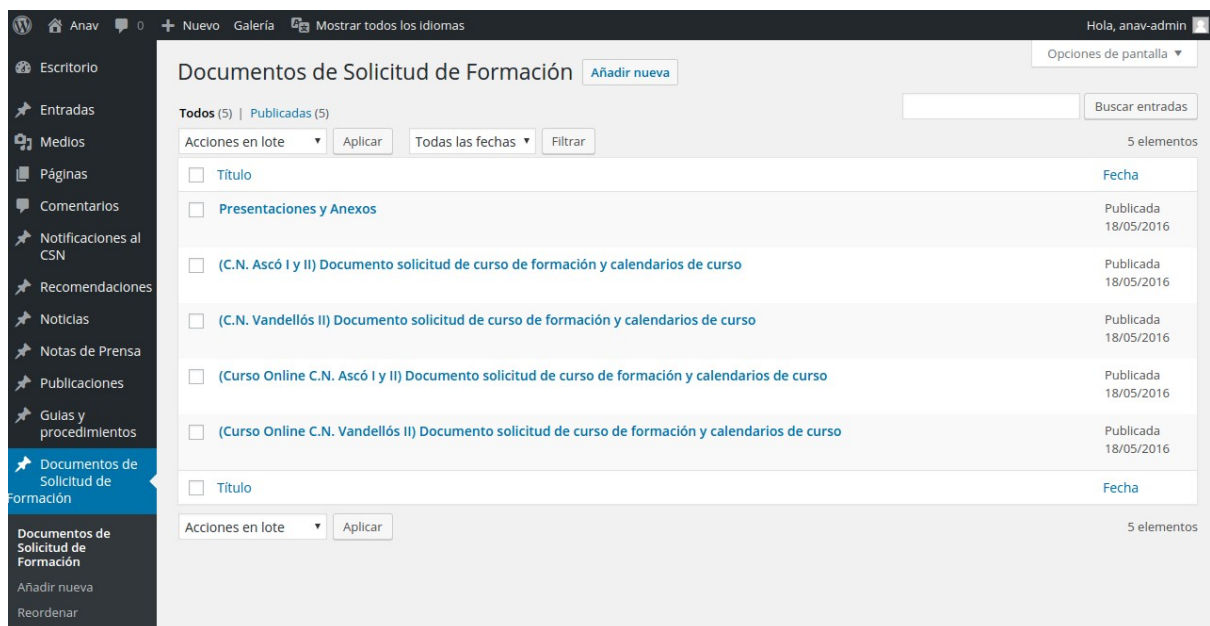 Anav 0 Nuevo Galería Mostrar todos los idiomas Hola, anav-admin
Opciones de pantalla
Escritorio
Entradas
Medios
Páginas
Comentarios
Notificaciones al
CSN
Recomendaciones
Noticias
Notas de Prensa
Publicaciones
Guias y
procedimientos
Documentos de
Solicitud de
Formación
Documentos de
Solicitud de
Formación
Añadir nueva
Reordenar
Documentos de Solicitud de Formación Añadir nueva
Todos (5) | Publicadas (5)
Buscar entradas
Acciones en lote Aplicar Todas las fechas Filtrar 5 elementos
Título Fecha
Presentaciones y Anexos Publicada
18/05/2016
(C.N. Ascó I y II) Documento solicitud de curso de formación y calendarios de curso Publicada
18/05/2016
(C.N. Vandellós II) Documento solicitud de curso de formación y calendarios de curso Publicada
18/05/2016
(Curso Online C.N. Ascó I y II) Documento solicitud de curso de formación y calendarios de curso Publicada
18/05/2016
(Curso Online C.N. Vandellós II) Documento solicitud de curso de formación y calendarios de curso Publicada
18/05/2016
Título Fecha
Acciones en lote Aplicar 5 elementos